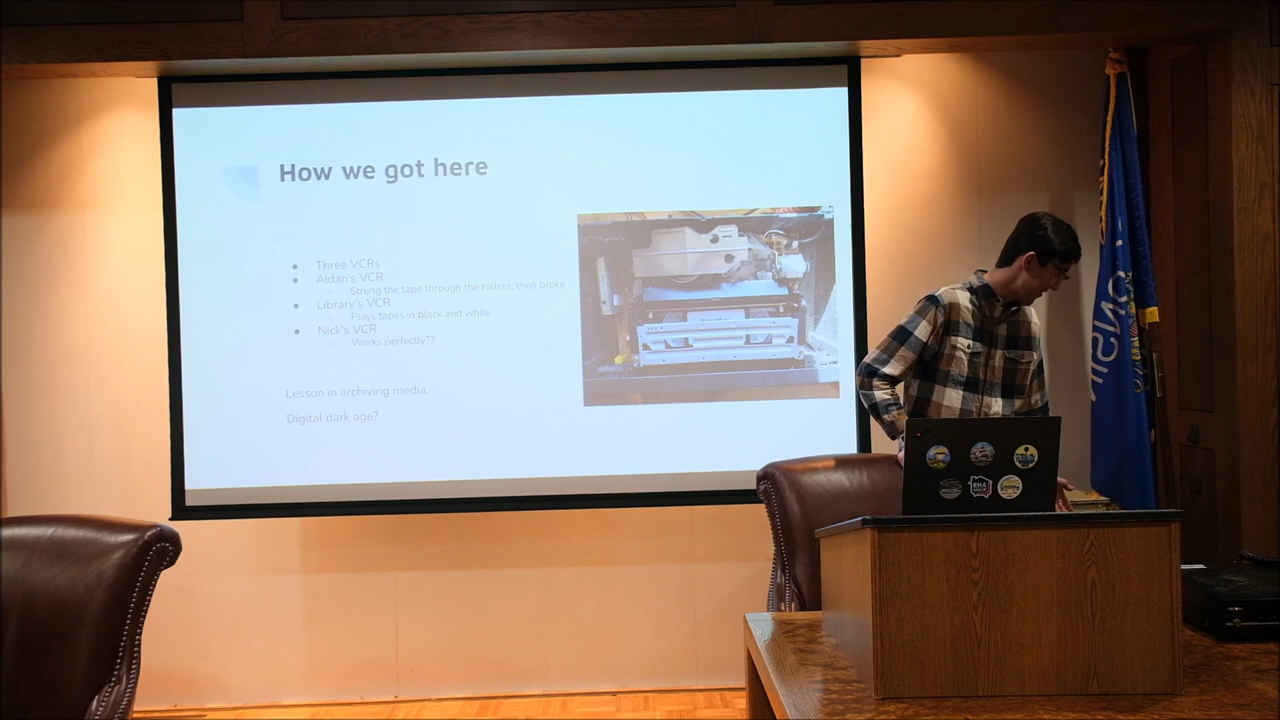 How we got here
Three VCRs
Aidan's VCR
Strung the tape through the rollers, then broke
Library's VCR
Plays tapes in black and white
Nick's VCR
Works perfectly??
Lesson in archiving media.
Digital dark age?
RHA